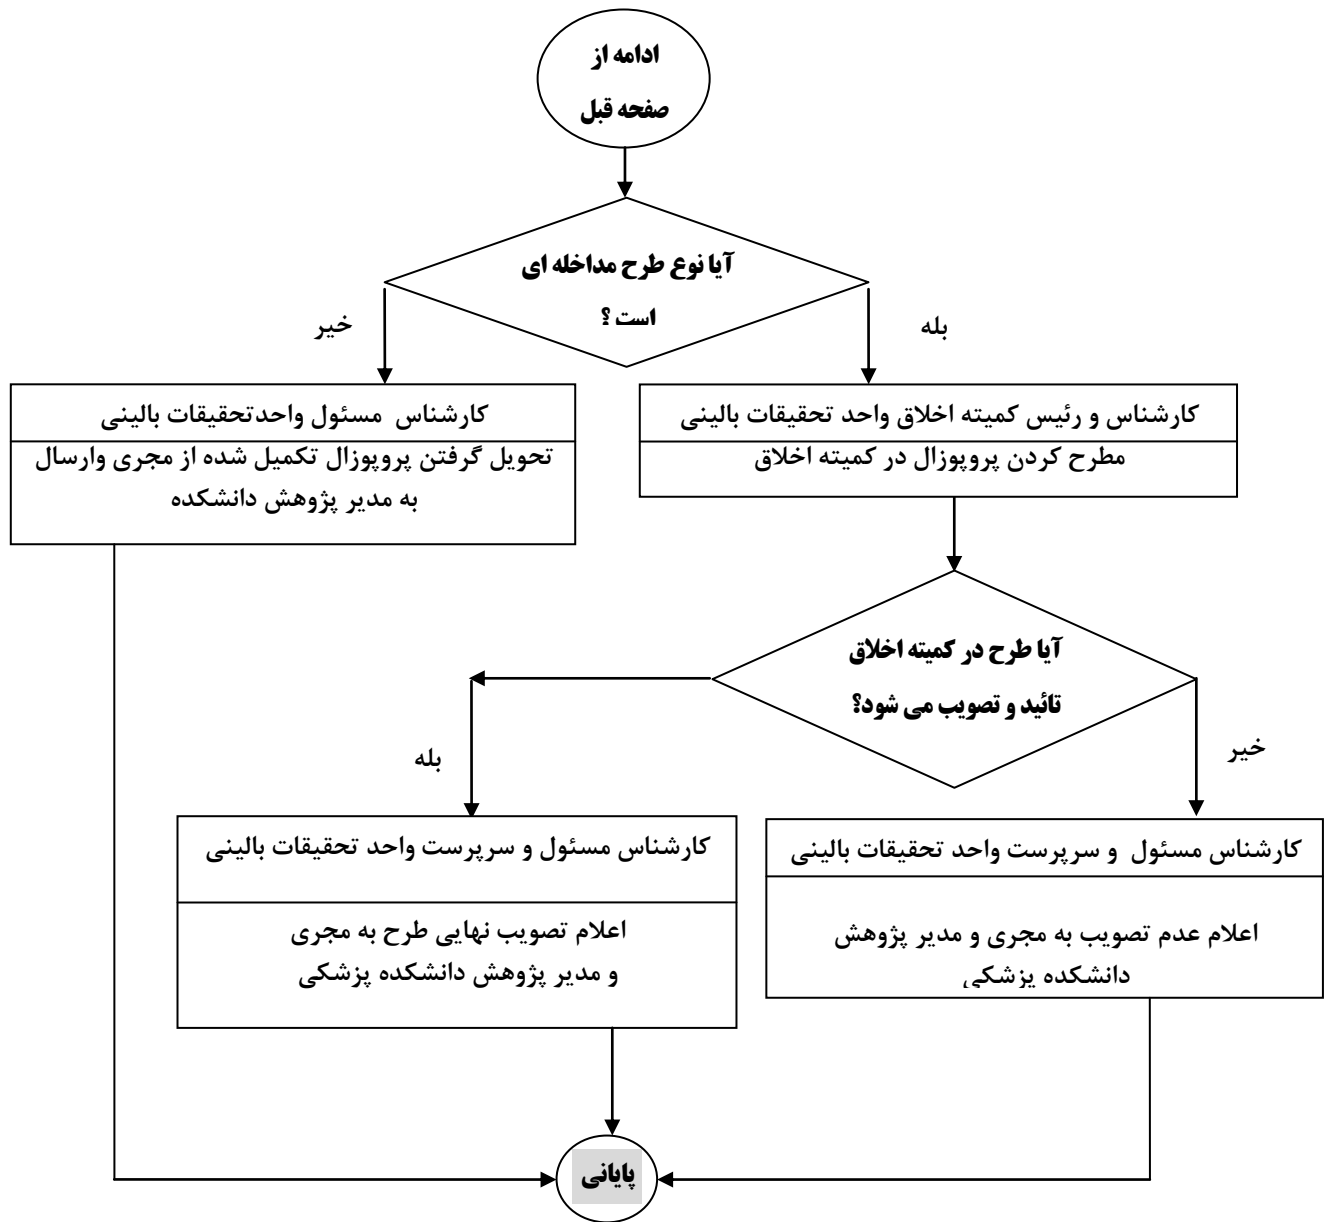 ادامه از
صفحه قبل
آیا نوع طرح مداخله ای
است ؟
بله
خیر
کارشناس و رئیس کمیته اخلاق واحد تحقیقات بالینی
مطرح کردن پروپوزال در کمیته اخلاق
کارشناس مسئول واحدتحقیقات بالینی
تحویل گرفتن پروپوزال تکمیل شده از مجری وارسال
به مدیر پژوهش دانشکده
آیا طرح در کمیته اخلاق
تائید و تصویب می شود؟
خیر
بله
کارشناس مسئول و سرپرست واحد تحقیقات بالینی
اعلام عدم تصویب به مجری و مدیر پژوهش
دانشکده پزشکی
کارشناس مسئول و سرپرست واحد تحقیقات بالینی
اعلام تصویب نهایی طرح به مجری
و مدیر پژوهش دانشکده پزشکی
پایانی